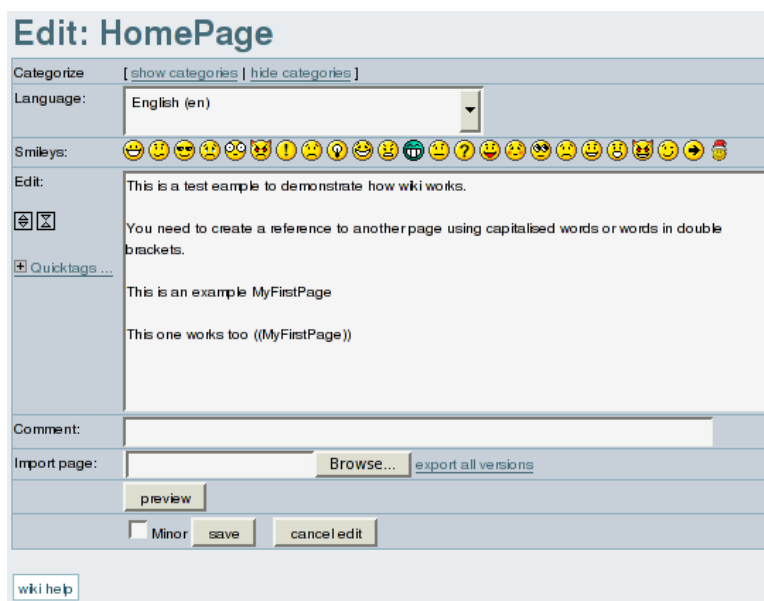 Edit: HomePage
Categorize [ show categories | hide categories ]
Language: English (en)
Smileys:
Edit: This is a test eample to demonstrate how wiki works.
You need to create a reference to another page using capitalised words or words in double
brackets.
Quicktags ...
This is an example MyFirstPage
This one works too ((MyFirstPage))
Comment:
Import page: Browse... export all versions
preview
Minor save cancel edit
wiki help